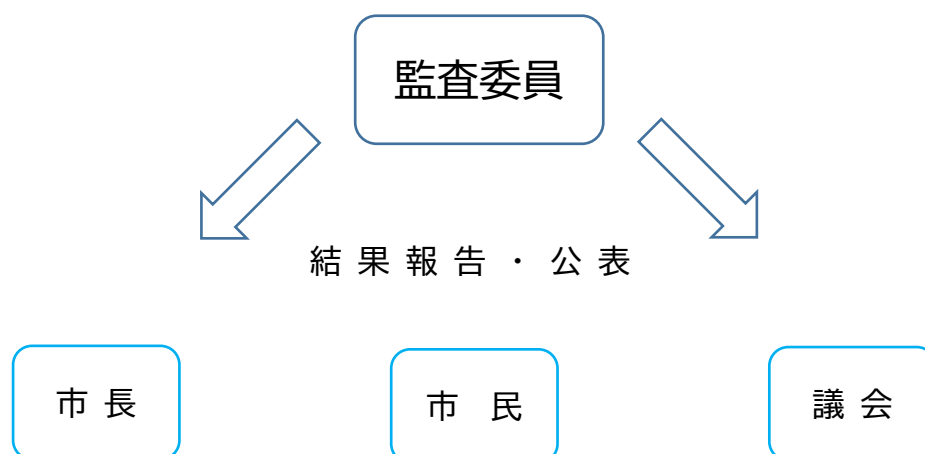 監査委員
結果報告・公表
市長
市民
議会